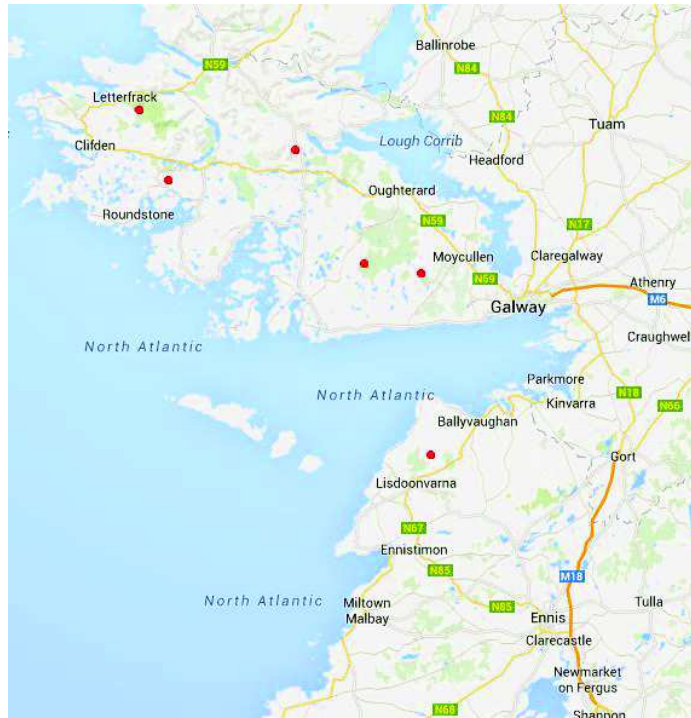 Ballinrobe
N59
N84
Letterfrack
N84
Tuam
Clifden
Lough Corrib
Headford
Oughterard
Roundstone
N59
N17
Moycullen
Claregalway
N59
Athenry
Galway
M6
Craughwell
North Atlantic
Parkmore
North Atlantic
N18
Kinvarra
N66
Ballyvaughan
Gort
Lisdoonvarna
N67
Ennistimon
N85
M18
North Atlantic
Miltown
Malbay
N85
Tulla
Ennis
Clarecastle
Newmarket
on Fergus
N68
Shannon